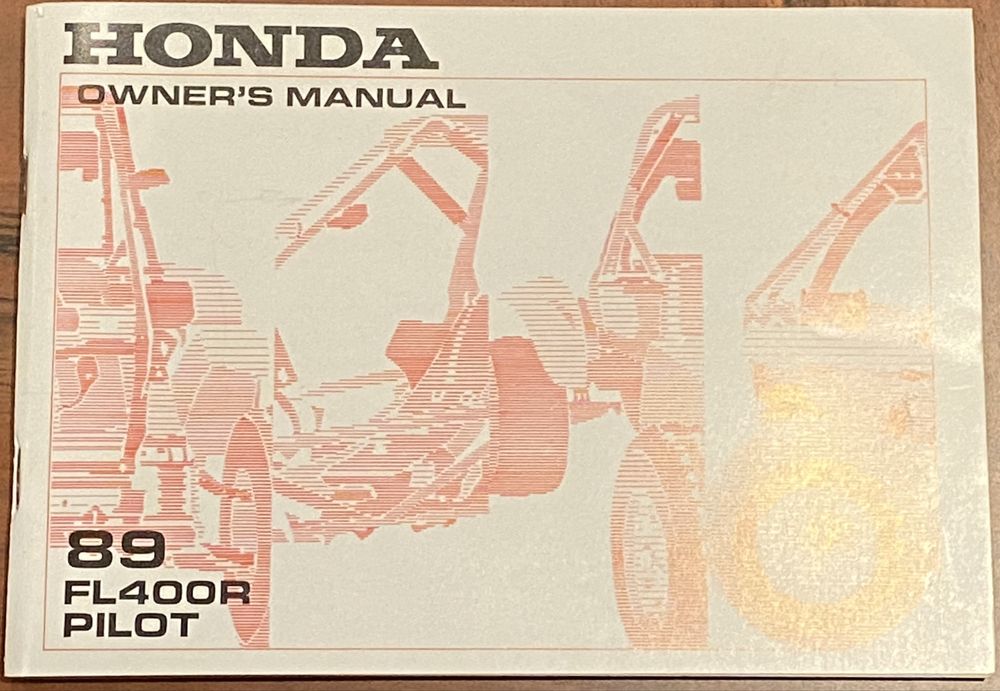 HONDA
OWNER'S MANUAL
89
FL400R
PILOT